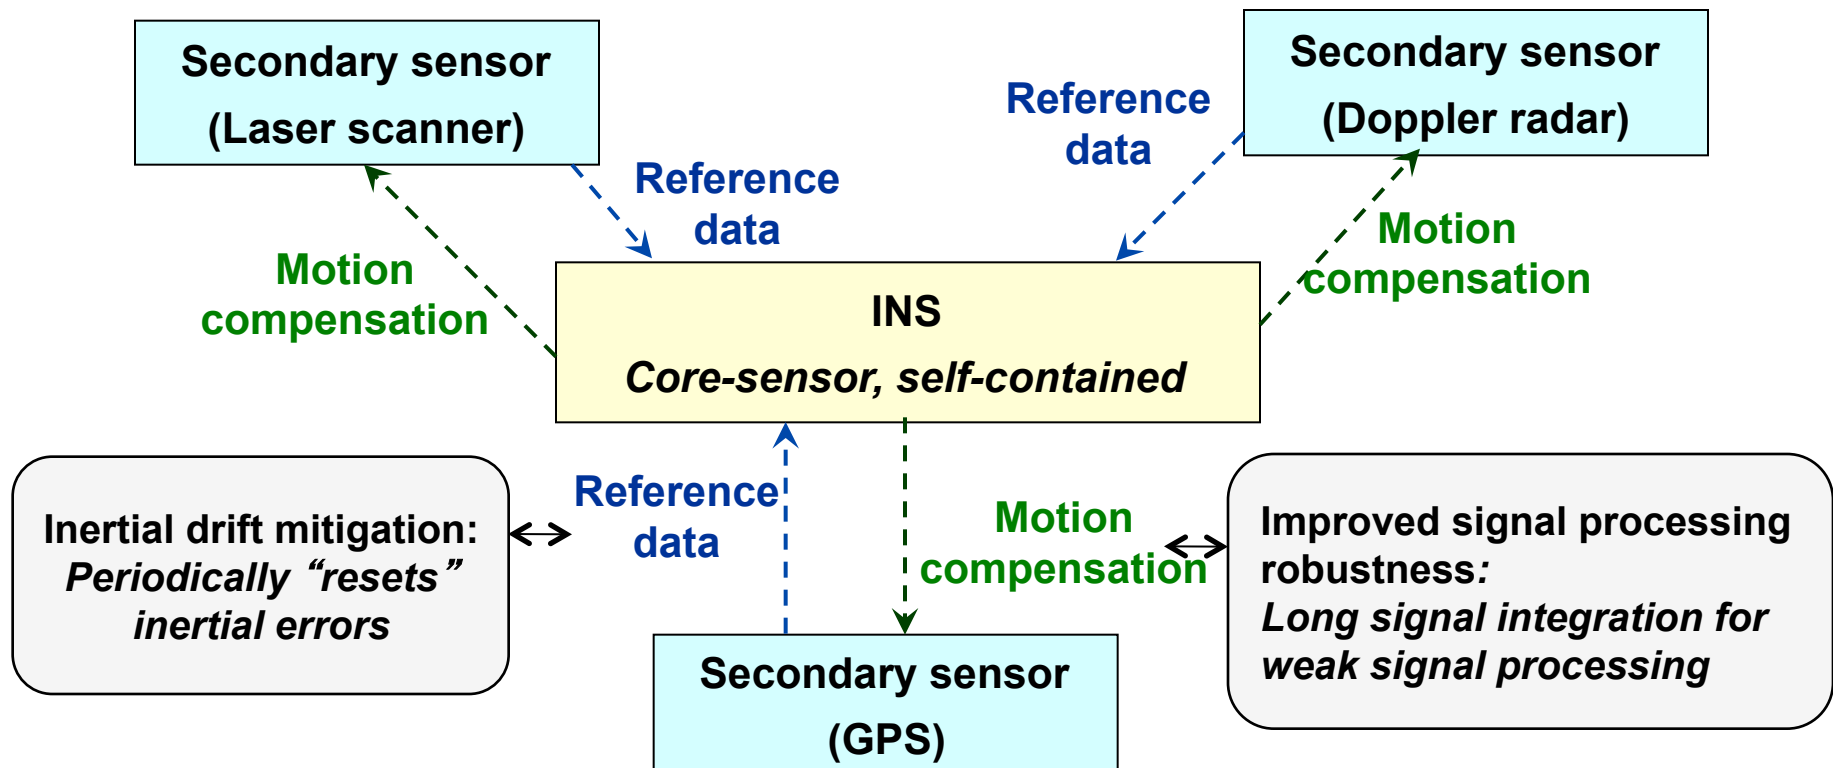 Secondary sensor
(Laser scanner)
Secondary sensor
(Doppler radar)
Reference
data
Reference
data
Motion
compensation
Motion
compensation
INS
Core-sensor, self-contained
Inertial drift mitigation:
Periodically “resets”
inertial errors
Reference
data
Motion
compensation
Improved signal processing
robustness:
Long signal integration for
weak signal processing
Secondary sensor
(GPS)